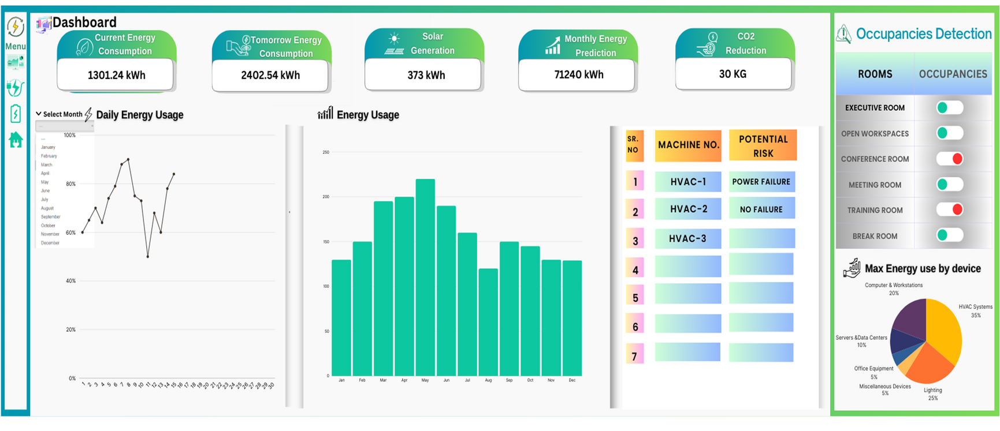 Dashboard
Menu
Current Energy
Consumption
1301.24 kWh
Tomorrow Energy
Consumption
2402.54 kWh
Solar
Generation
373 kWh
Monthly Energy
Prediction
71240 kWh
CO2
Reduction
30 KG
Select Month
Daily Energy Usage
January
February
March
April
May
June
July
August
September
October
November
December
100%
80%
60%
40%
20%
0%
1 2 3 4 5 6 7 8 9 10 11 12 13 14 15 16 17 18 19 20 21 22 23 24 25 26 27 28 29 30
Energy Usage
250
200
150
100
50
0
Jan Feb Mar Apr May Jun Jul Aug Sep Oct Nov Dec
SR.
NO
MACHINE NO.
POTENTIAL
RISK
1 HVAC-1 POWER FAILURE
2 HVAC-2 NO FAILURE
3 HVAC-3
4
5
6
7
Occupancies Detection
ROOMS OCCUPANCIES
EXECUTIVE ROOM
OPEN WORKSPACES
CONFERENCE ROOM
MEETING ROOM
TRAINING ROOM
BREAK ROOM
Max Energy use by device
Computer & Workstations
20%
HVAC Systems
35%
Servers &Data Centers
10%
Office Equipment
5%
Miscellaneous Devices
5%
Lighting
25%